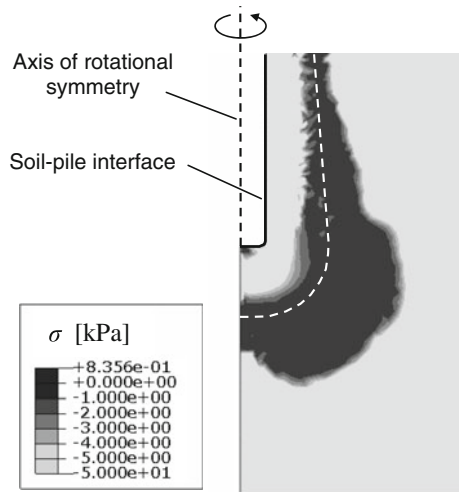 Axis of rotational
symmetry
Soil-pile interface
σ [kPa]
+8.356e-01
+0.000e+00
-1.000e+00
-2.000e+00
-3.000e+00
-4.000e+00
-5.000e+00
-5.000e+01